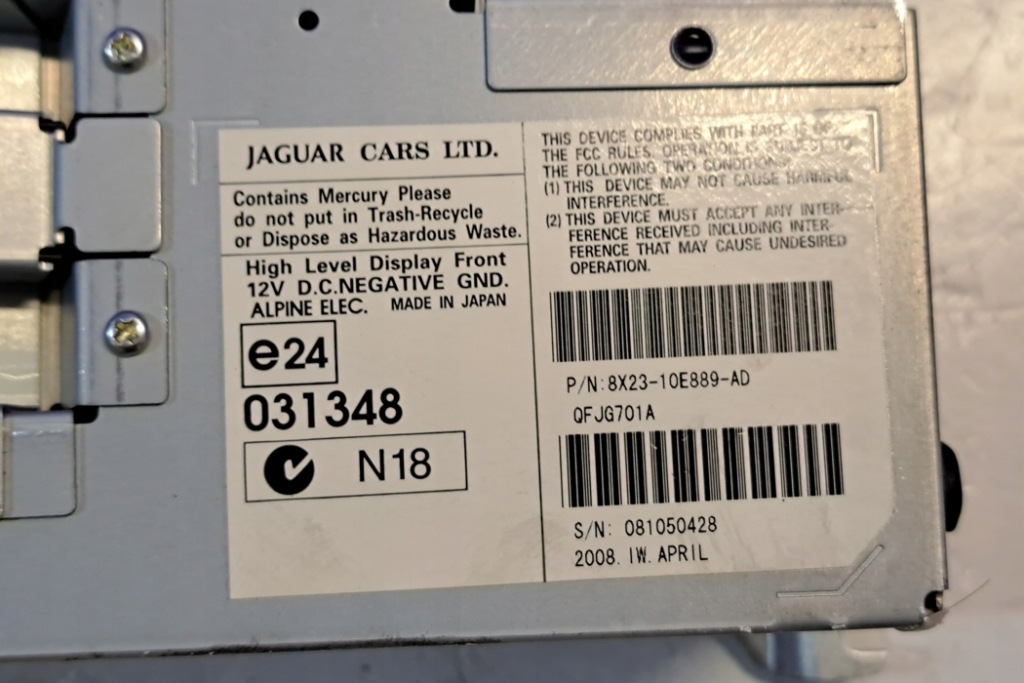 JAGUAR CARS LTD.
Contains Mercury Please
do not put in Trash-Recycle
or Dispose as Hazardous Waste.
High Level Display Front
12V D.C.NEGATIVE GND.
ALPINE ELEC. MADE IN JAPAN
e24
031348
N18
THIS DEVICE COMPLIES WITH PART 15 OF
THE FCC RULES. OPERATION IS SUBJECT TO
THE FOLLOWING TWO CONDITIONS:
(1) THIS DEVICE MAY NOT CAUSE HARMFUL
INTERFERENCE.
(2) THIS DEVICE MUST ACCEPT ANY INTER-
FERENCE RECEIVED INCLUDING INTER-
FERENCE THAT MAY CAUSE UNDESIRED
OPERATION.
P/N:8X23-10E889-AD
QFJG701A
S/N: 081050428
2008. IW. APRIL